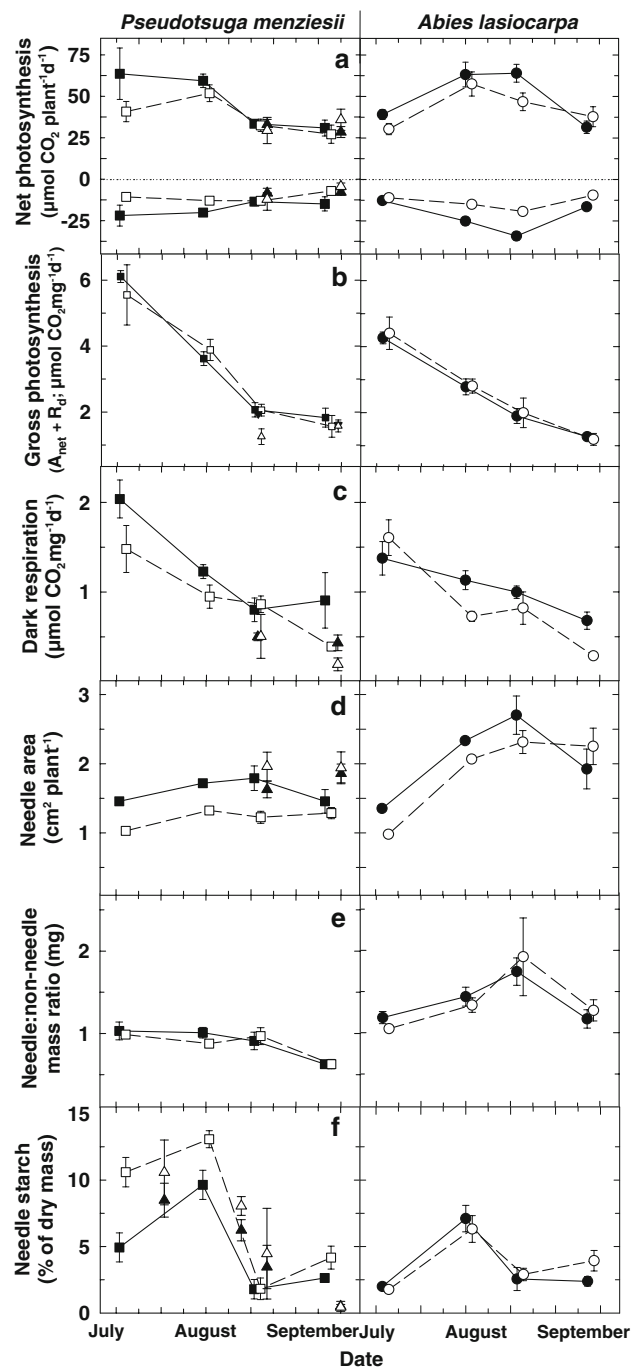 Pseudotsuga menziesii
Abies lasiocarpa
a
Net photosynthesis
(µmol CO2 plant-1d-1)
75
50
25
0
-25
b
Gross photosynthesis
(Anet + Rd; µmol CO2mg-1d-1)
6
4
2
c
Dark respiration
(µmol CO2mg-1d-1)
2
1
d
Needle area
(cm2 plant-1)
3
2
1
e
Needle:non-needle
mass ratio (mg)
2
1
f
Needle starch
(% of dry mass)
15
10
5
0
July August September
July August September
Date